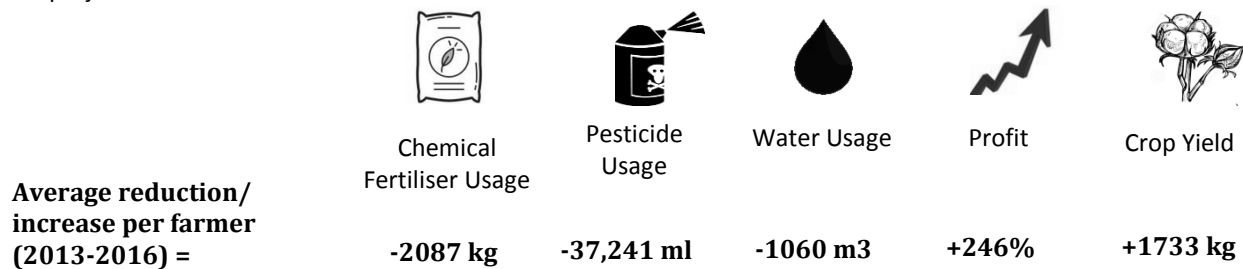 Chemical
Fertiliser Usage
Pesticide
Usage
Water Usage
Profit
Crop Yield
Average reduction/
increase per farmer
(2013-2016) =
-2087 kg
-37,241 ml
-1060 m3
+246%
+1733 kg